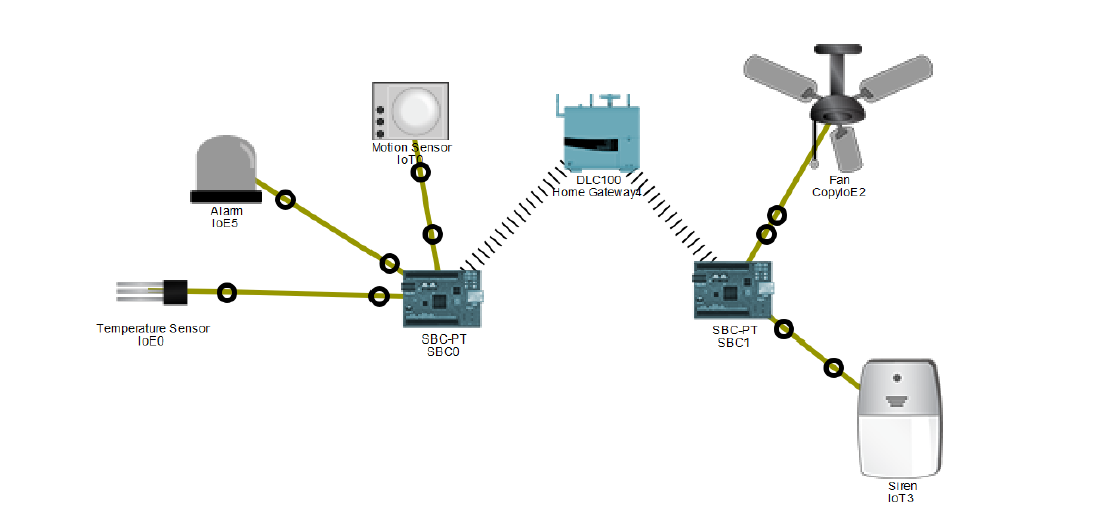 Motion Sensor
IoT0
DLC100
Home Gateway4
Fan
CopyIoE2
Alarm
IoE5
Temperature Sensor
IoE0
SBC-PT
SBC0
SBC-PT
SBC1
Siren
IoT3